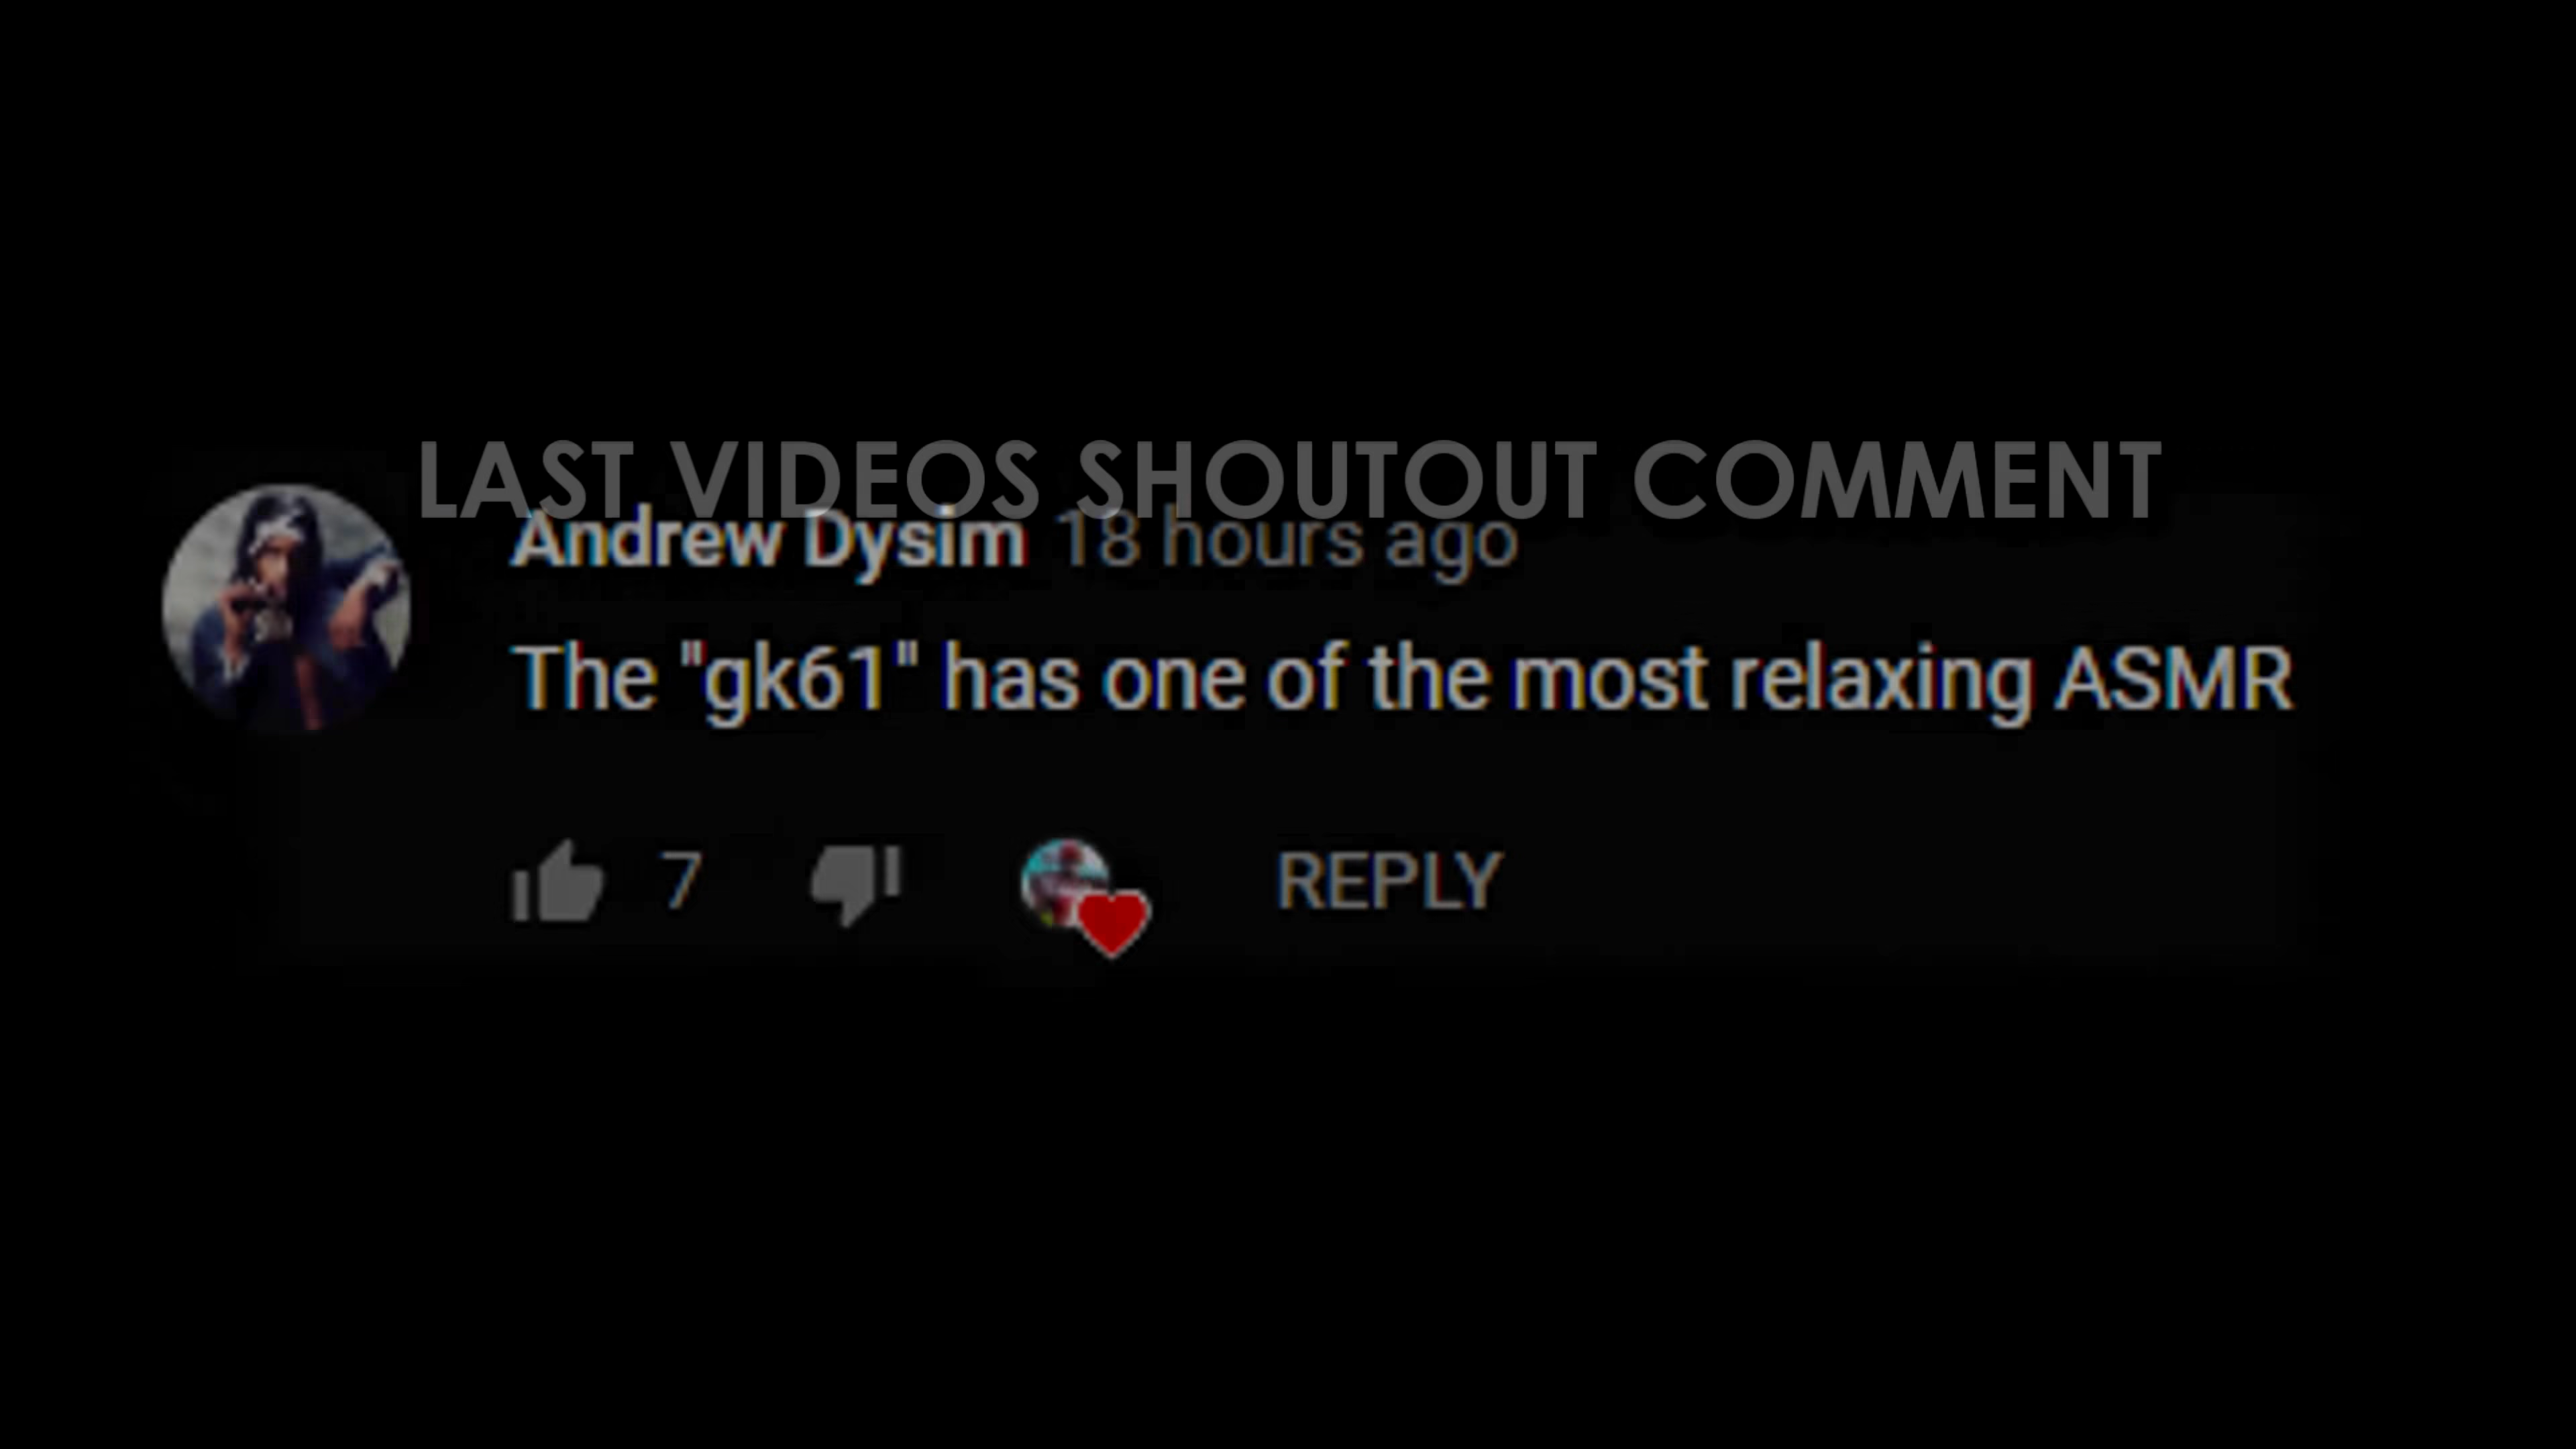 LAST VIDEOS SHOUTOUT COMMENT
Andrew Dysim 18 hours ago
The "gk61" has one of the most relaxing ASMR
7 REPLY